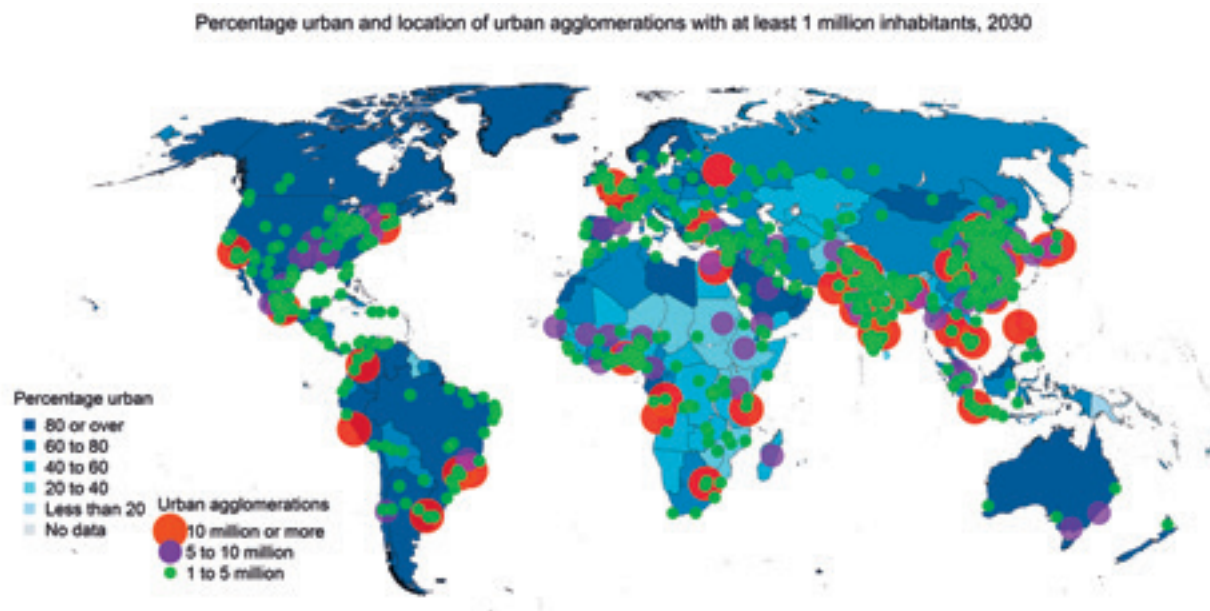 Percentage urban and location of urban agglomerations with at least 1 million inhabitants, 2030
Percentage urban
80 or over
60 to 80
40 to 60
20 to 40
Less than 20
No data
Urban agglomerations
10 million or more
5 to 10 million
1 to 5 million